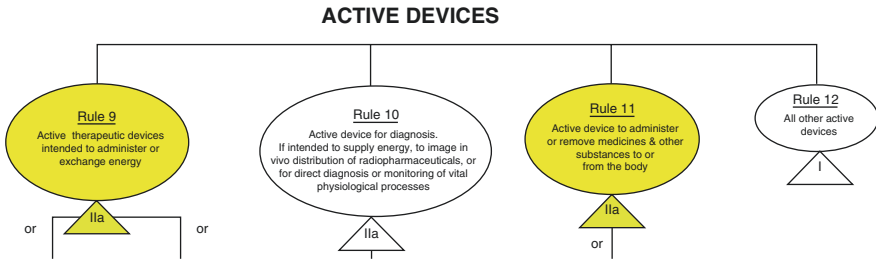 ACTIVE DEVICES
Rule 9
Active therapeutic devices
intended to administer or
exchange energy
IIa
or
or
Rule 10
Active device for diagnosis.
If intended to supply energy, to image in
vivo distribution of radiopharmaceuticals, or
for direct diagnosis or monitoring of vital
physiological processes
IIa
Rule 11
Active device to administer
or remove medicines & other
substances to or
from the body
IIa
or
Rule 12
All other active
devices
I